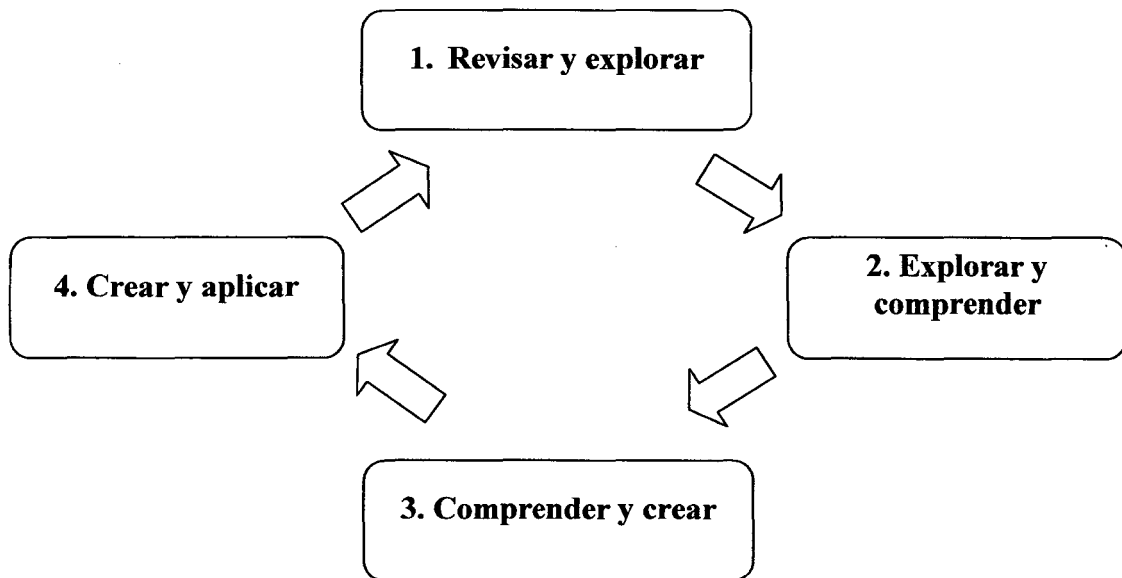 1. Revisar y explorar
2. Explorar y
comprender
3. Comprender y crear
4. Crear y aplicar